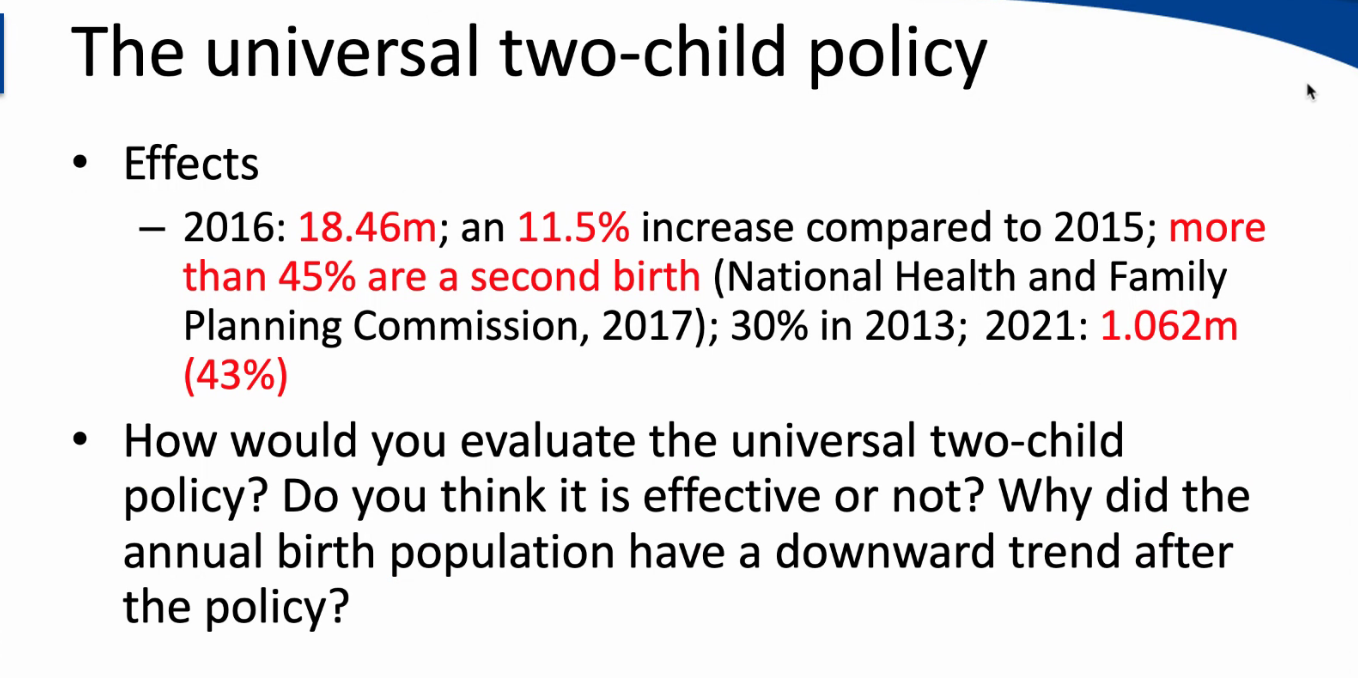 The universal two-child policy
• Effects
– 2016: 18.46m; an 11.5% increase compared to 2015; more
than 45% are a second birth (National Health and Family
Planning Commission, 2017); 30% in 2013; 2021: 1.062m
(43%)
• How would you evaluate the universal two-child
policy? Do you think it is effective or not? Why did the
annual birth population have a downward trend after
the policy?